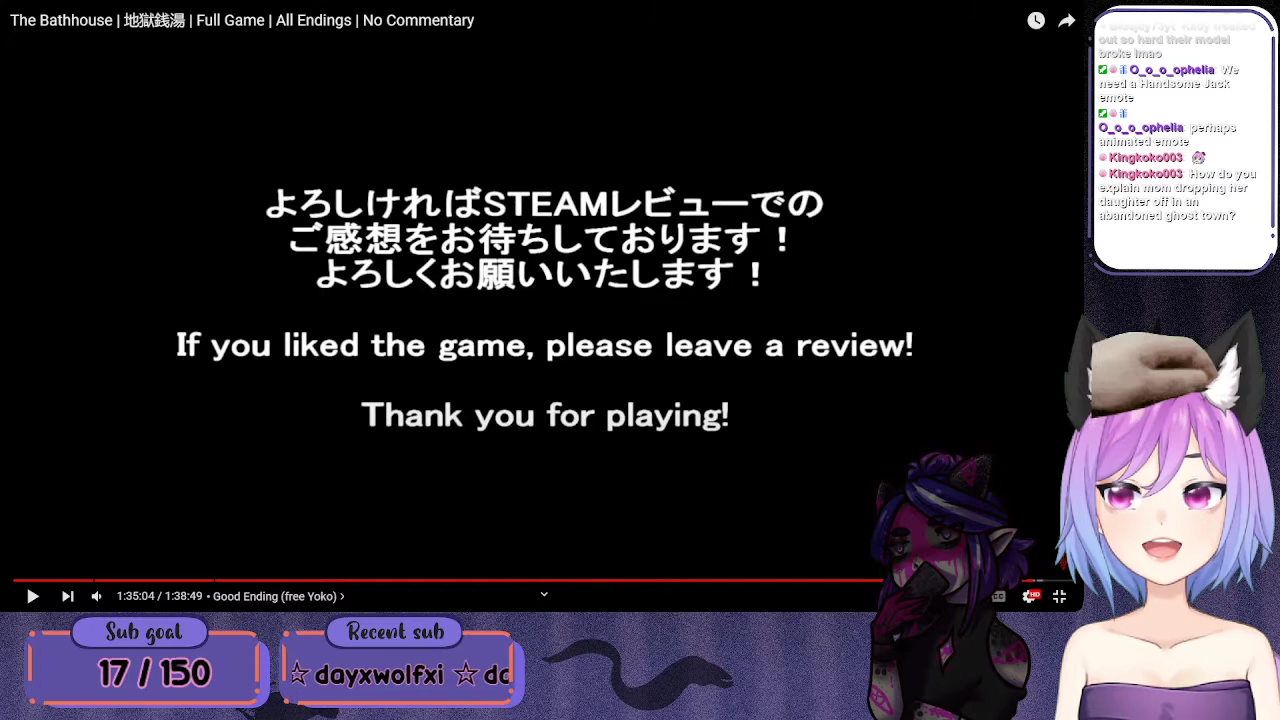 The Bathhouse | 地獄銭湯 | Full Game | All Endings | No Commentary
よろしければSTEAMレビューでの
ご感想をお待ちしております！
よろしくお願いいたします！
If you liked the game, please leave a review!
Thank you for playing!
1:35:04 / 1:38:49 • Good Ending (free Yoko) ›
CC
HD
Sub goal
17 / 150
Recent sub
☆ dayxwolfxi ☆ da
out so hard their model
broke lmao
O_o_o_ophelia We
need a Handsome Jack
emote
O_o_o_ophelia perhaps
animated emote
Kingkoko003
Kingkoko003 How do you
explain mom dropping her
daughter off in an
abandoned ghost town?